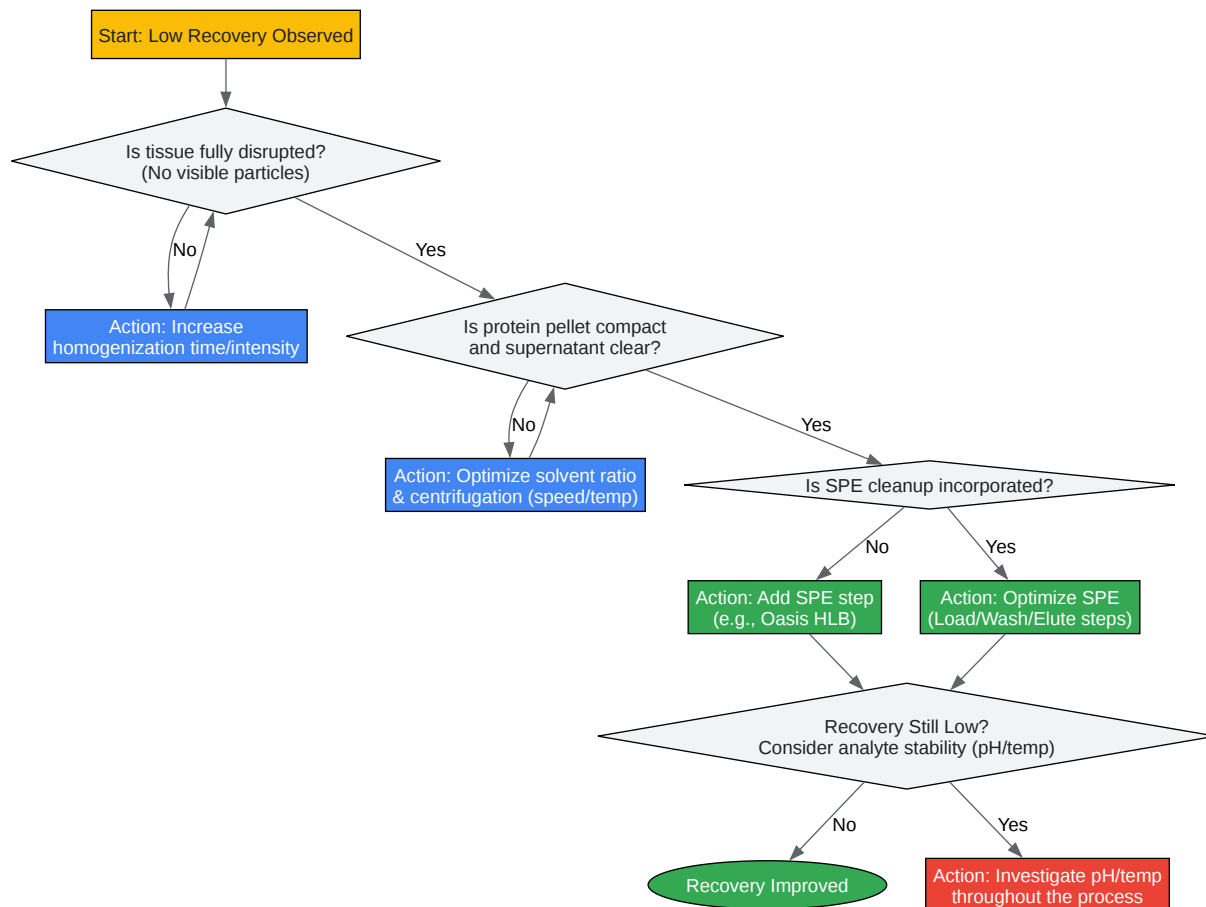 Start: Low Recovery Observed
Is tissue fully disrupted?
(No visible particles)
No
Yes
Action: Increase
homogenization time/intensity
Is protein pellet compact
and supernatant clear?
No
Yes
Action: Optimize solvent ratio
& centrifugation (speed/temp)
Is SPE cleanup incorporated?
No
Yes
Action: Add SPE step
(e.g., Oasis HLB)
Action: Optimize SPE
(Load/Wash/Elute steps)
Recovery Still Low?
Consider analyte stability (pH/temp)
No
Yes
Recovery Improved
Action: Investigate pH/temp
throughout the process